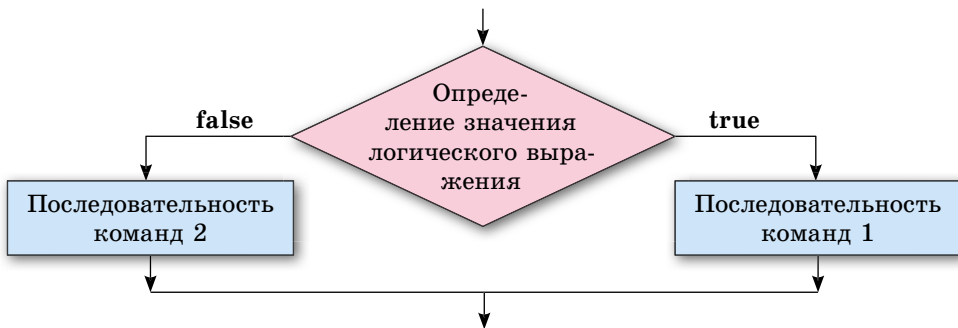 Опреде-
ление значения
логического выра-
жения
false
true
Последовательность
команд 2
Последовательность
команд 1